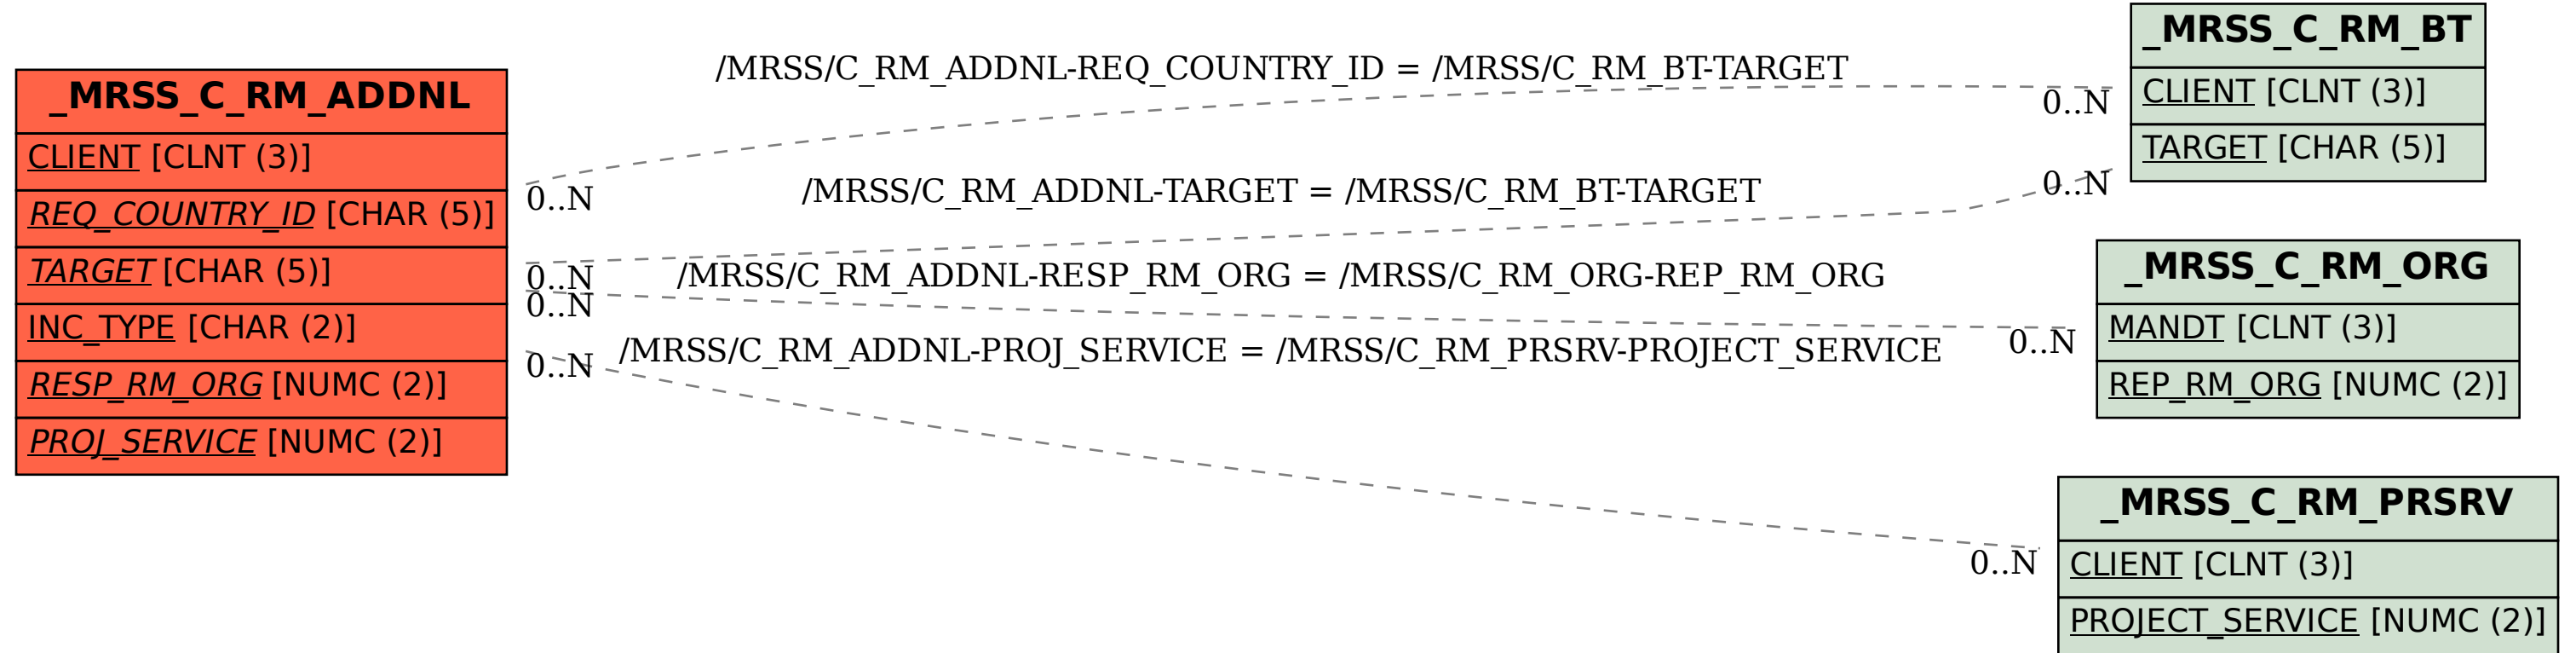 _MRSS_C_RM_ADDNL
CLIENT [CLNT (3)]
REQ_COUNTRY_ID [CHAR (5)]
TARGET [CHAR (5)]
INC_TYPE [CHAR (2)]
RESP_RM_ORG [NUMC (2)]
PROJ_SERVICE [NUMC (2)]
/MRSS/C_RM_ADDNL-REQ_COUNTRY_ID = /MRSS/C_RM_BT-TARGET
0..N
0..N
/MRSS/C_RM_ADDNL-TARGET = /MRSS/C_RM_BT-TARGET
0..N
0..N
/MRSS/C_RM_ADDNL-RESP_RM_ORG = /MRSS/C_RM_ORG-REP_RM_ORG
0..N
0..N
/MRSS/C_RM_ADDNL-PROJ_SERVICE = /MRSS/C_RM_PRSRV-PROJECT_SERVICE
0..N
0..N
_MRSS_C_RM_BT
CLIENT [CLNT (3)]
TARGET [CHAR (5)]
_MRSS_C_RM_ORG
MANDT [CLNT (3)]
REP_RM_ORG [NUMC (2)]
_MRSS_C_RM_PRSRV
CLIENT [CLNT (3)]
PROJECT_SERVICE [NUMC (2)]